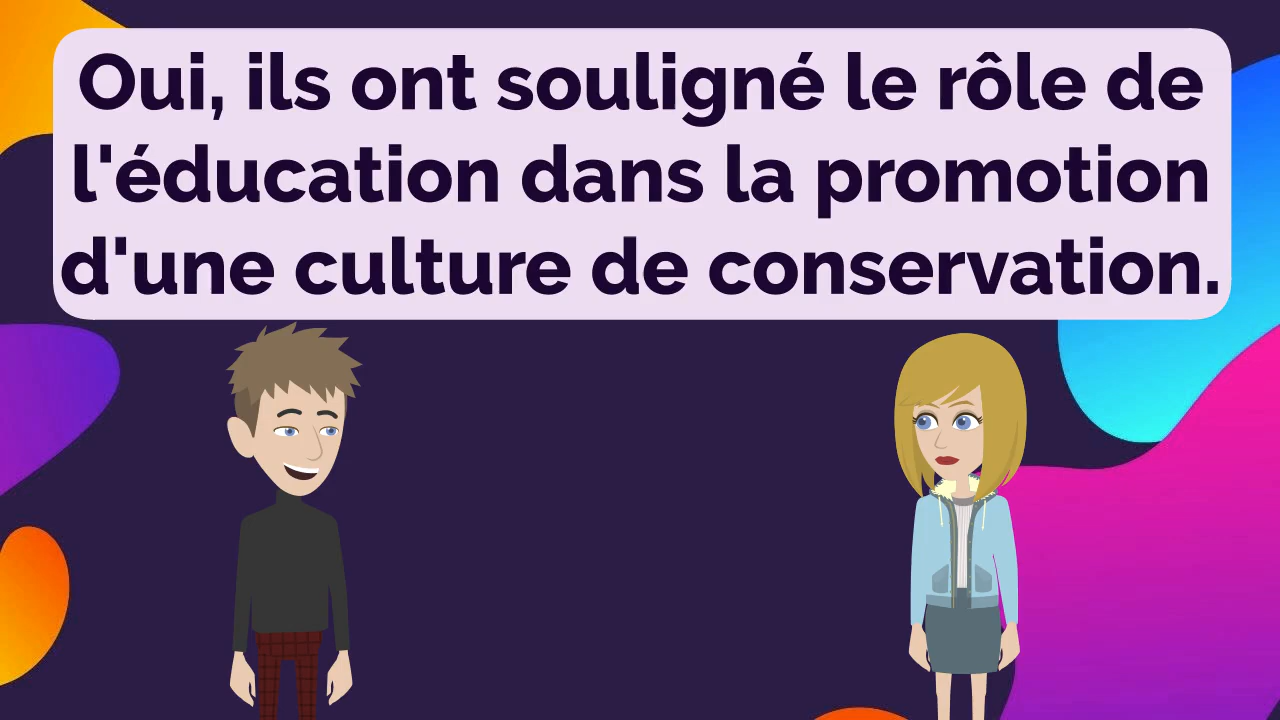 Oui, ils ont souligné le rôle de
l'éducation dans la promotion
d'une culture de conservation.